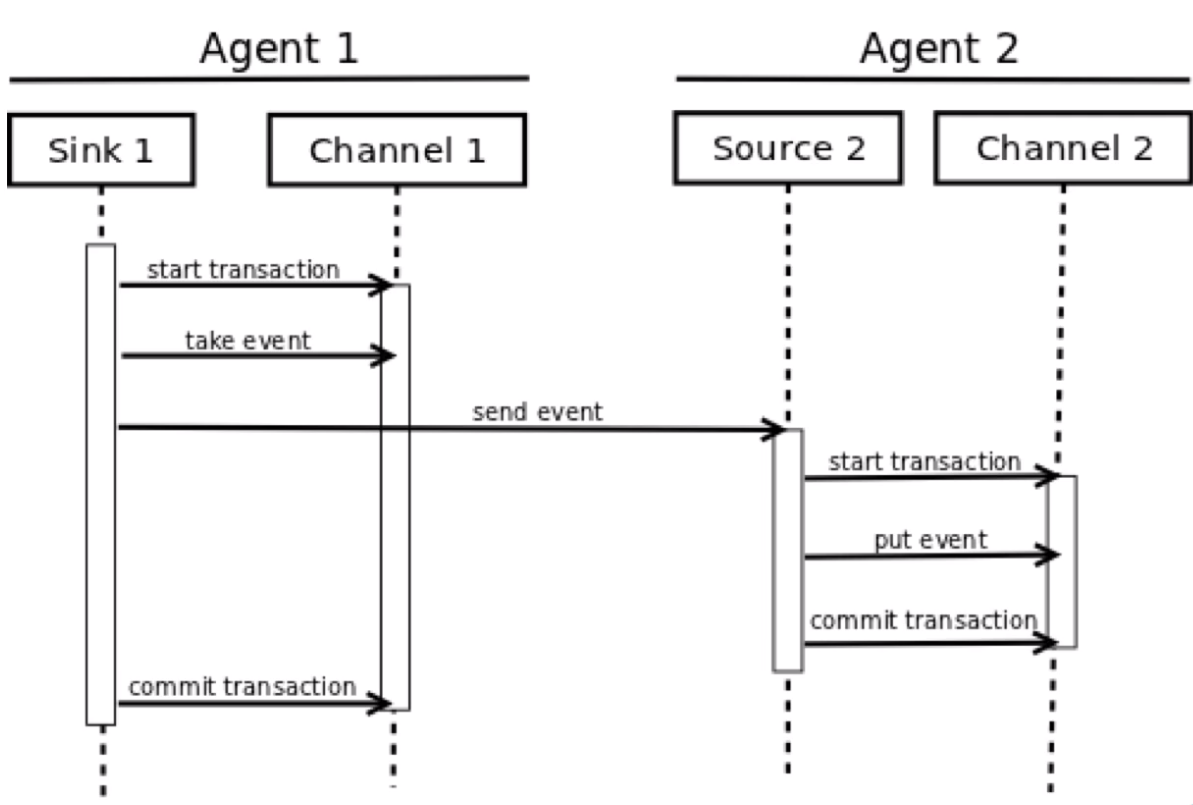 Agent 1
Agent 2
Sink 1
Channel 1
Source 2
Channel 2
start transaction
take event
send event
start transaction
put event
commit transaction
commit transaction